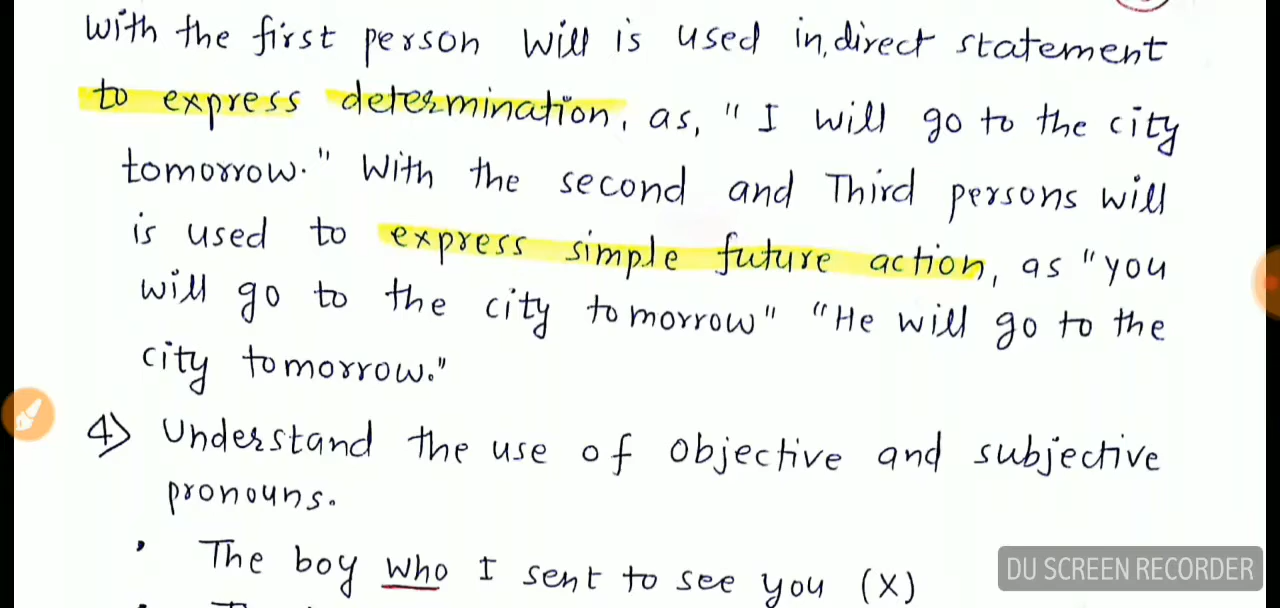 with the first person will is used in direct statement
to express determination, as, "I will go to the city
tomorrow." With the second and Third persons will
is used to express simple future action, as "you
will go to the city tomorrow" "He will go to the
city tomorrow."
4) Understand the use of objective and subjective
pronouns.
• The boy who I sent to see you (X)
DU SCREEN RECORDER